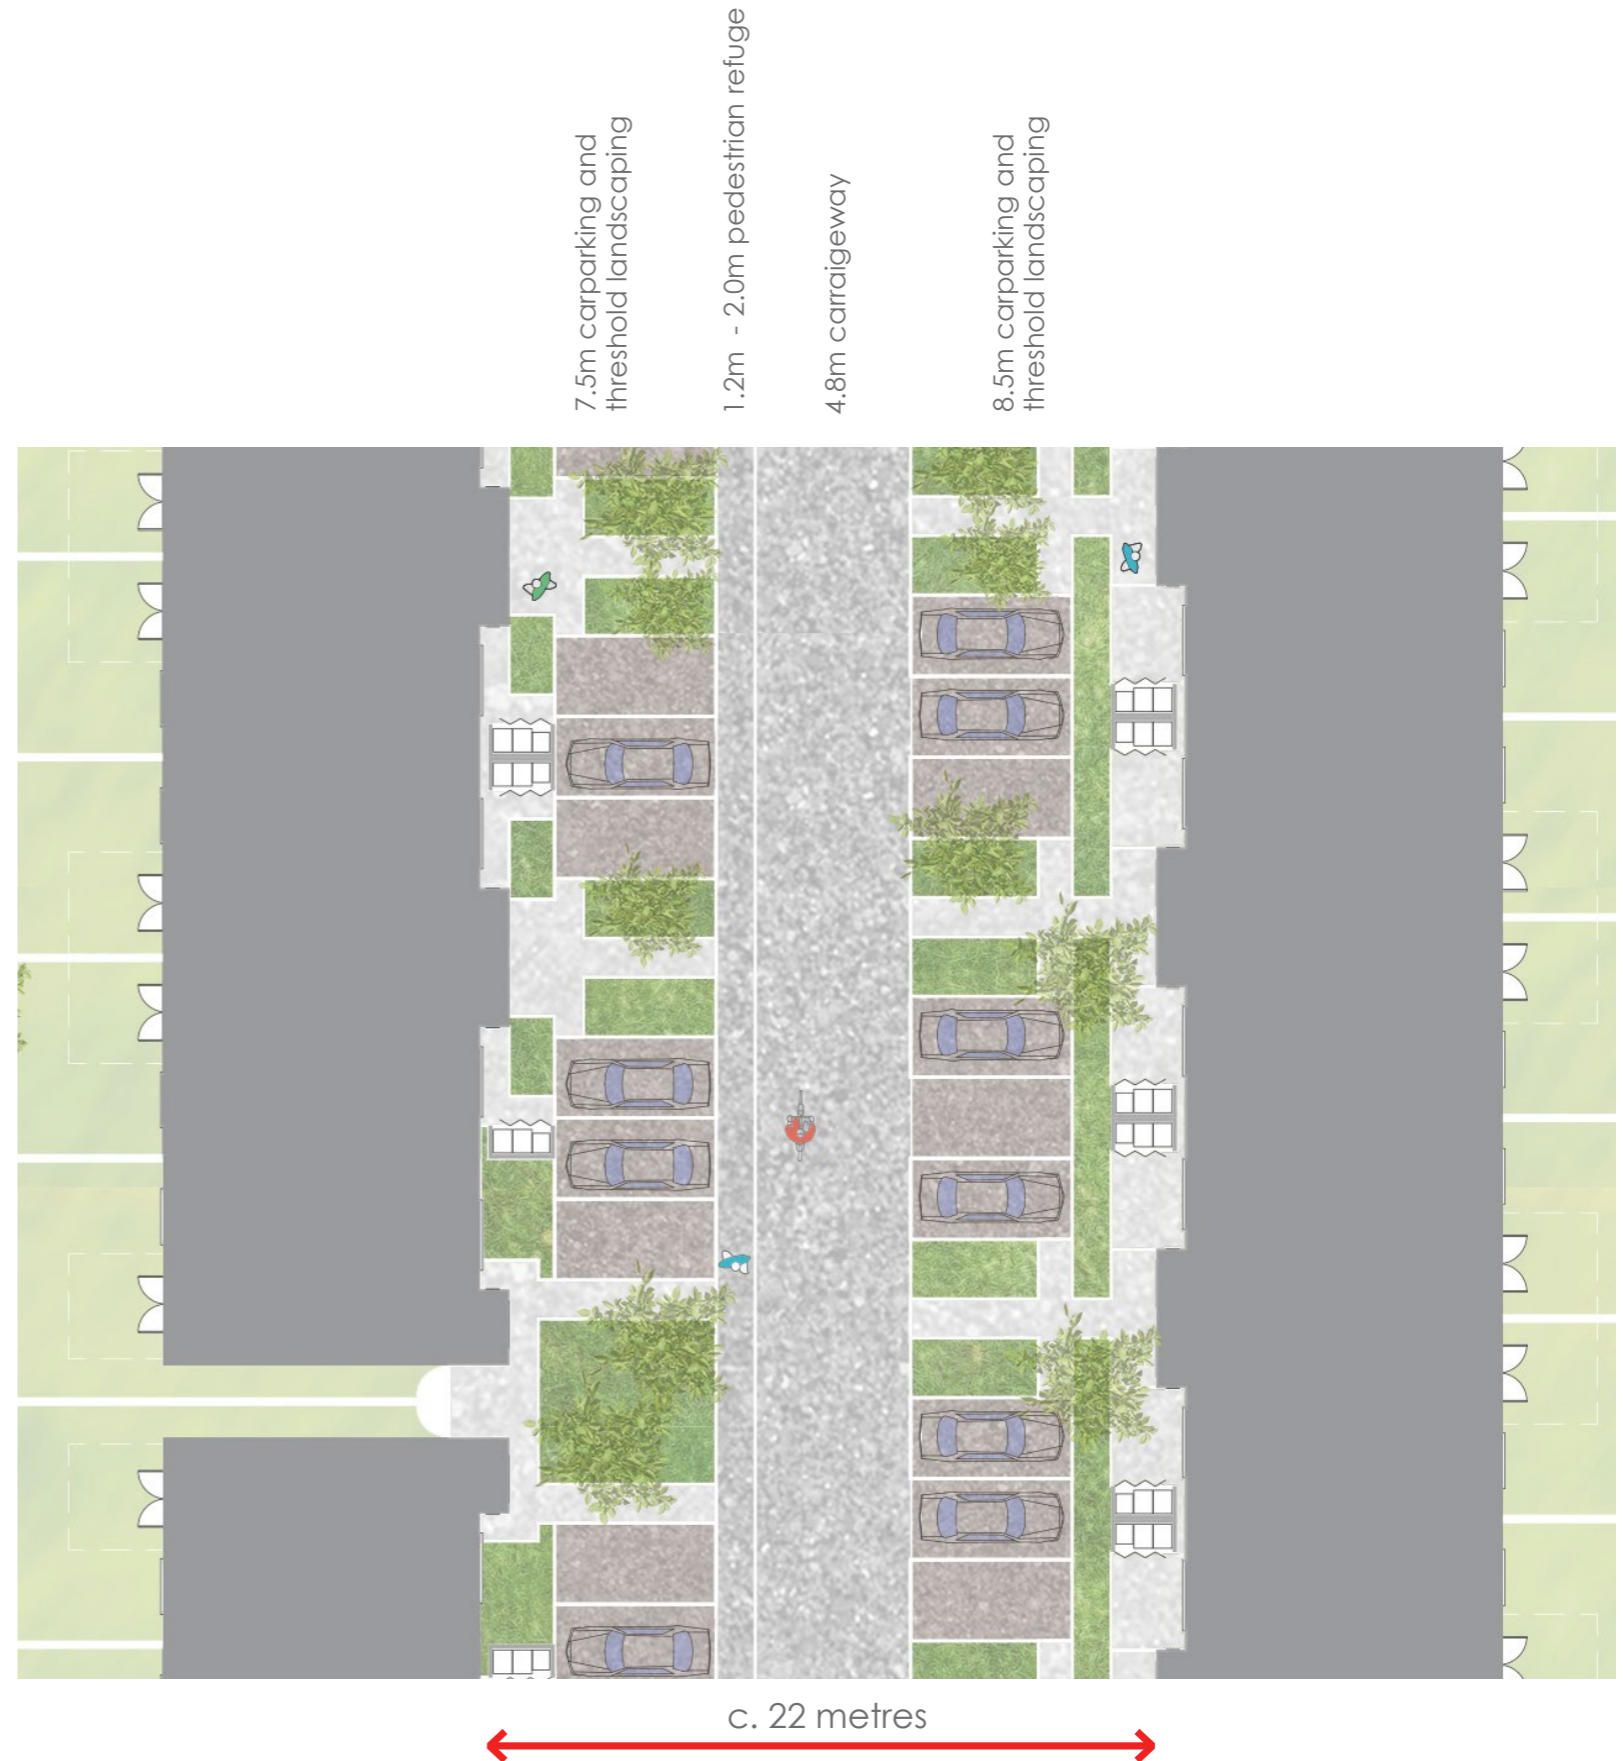 7.5m carparking and
threshold landscaping
1.2m - 2.0m pedestrian refuge
4.8m carraigeway
8.5m carparking and
threshold landscaping
c. 22 metres